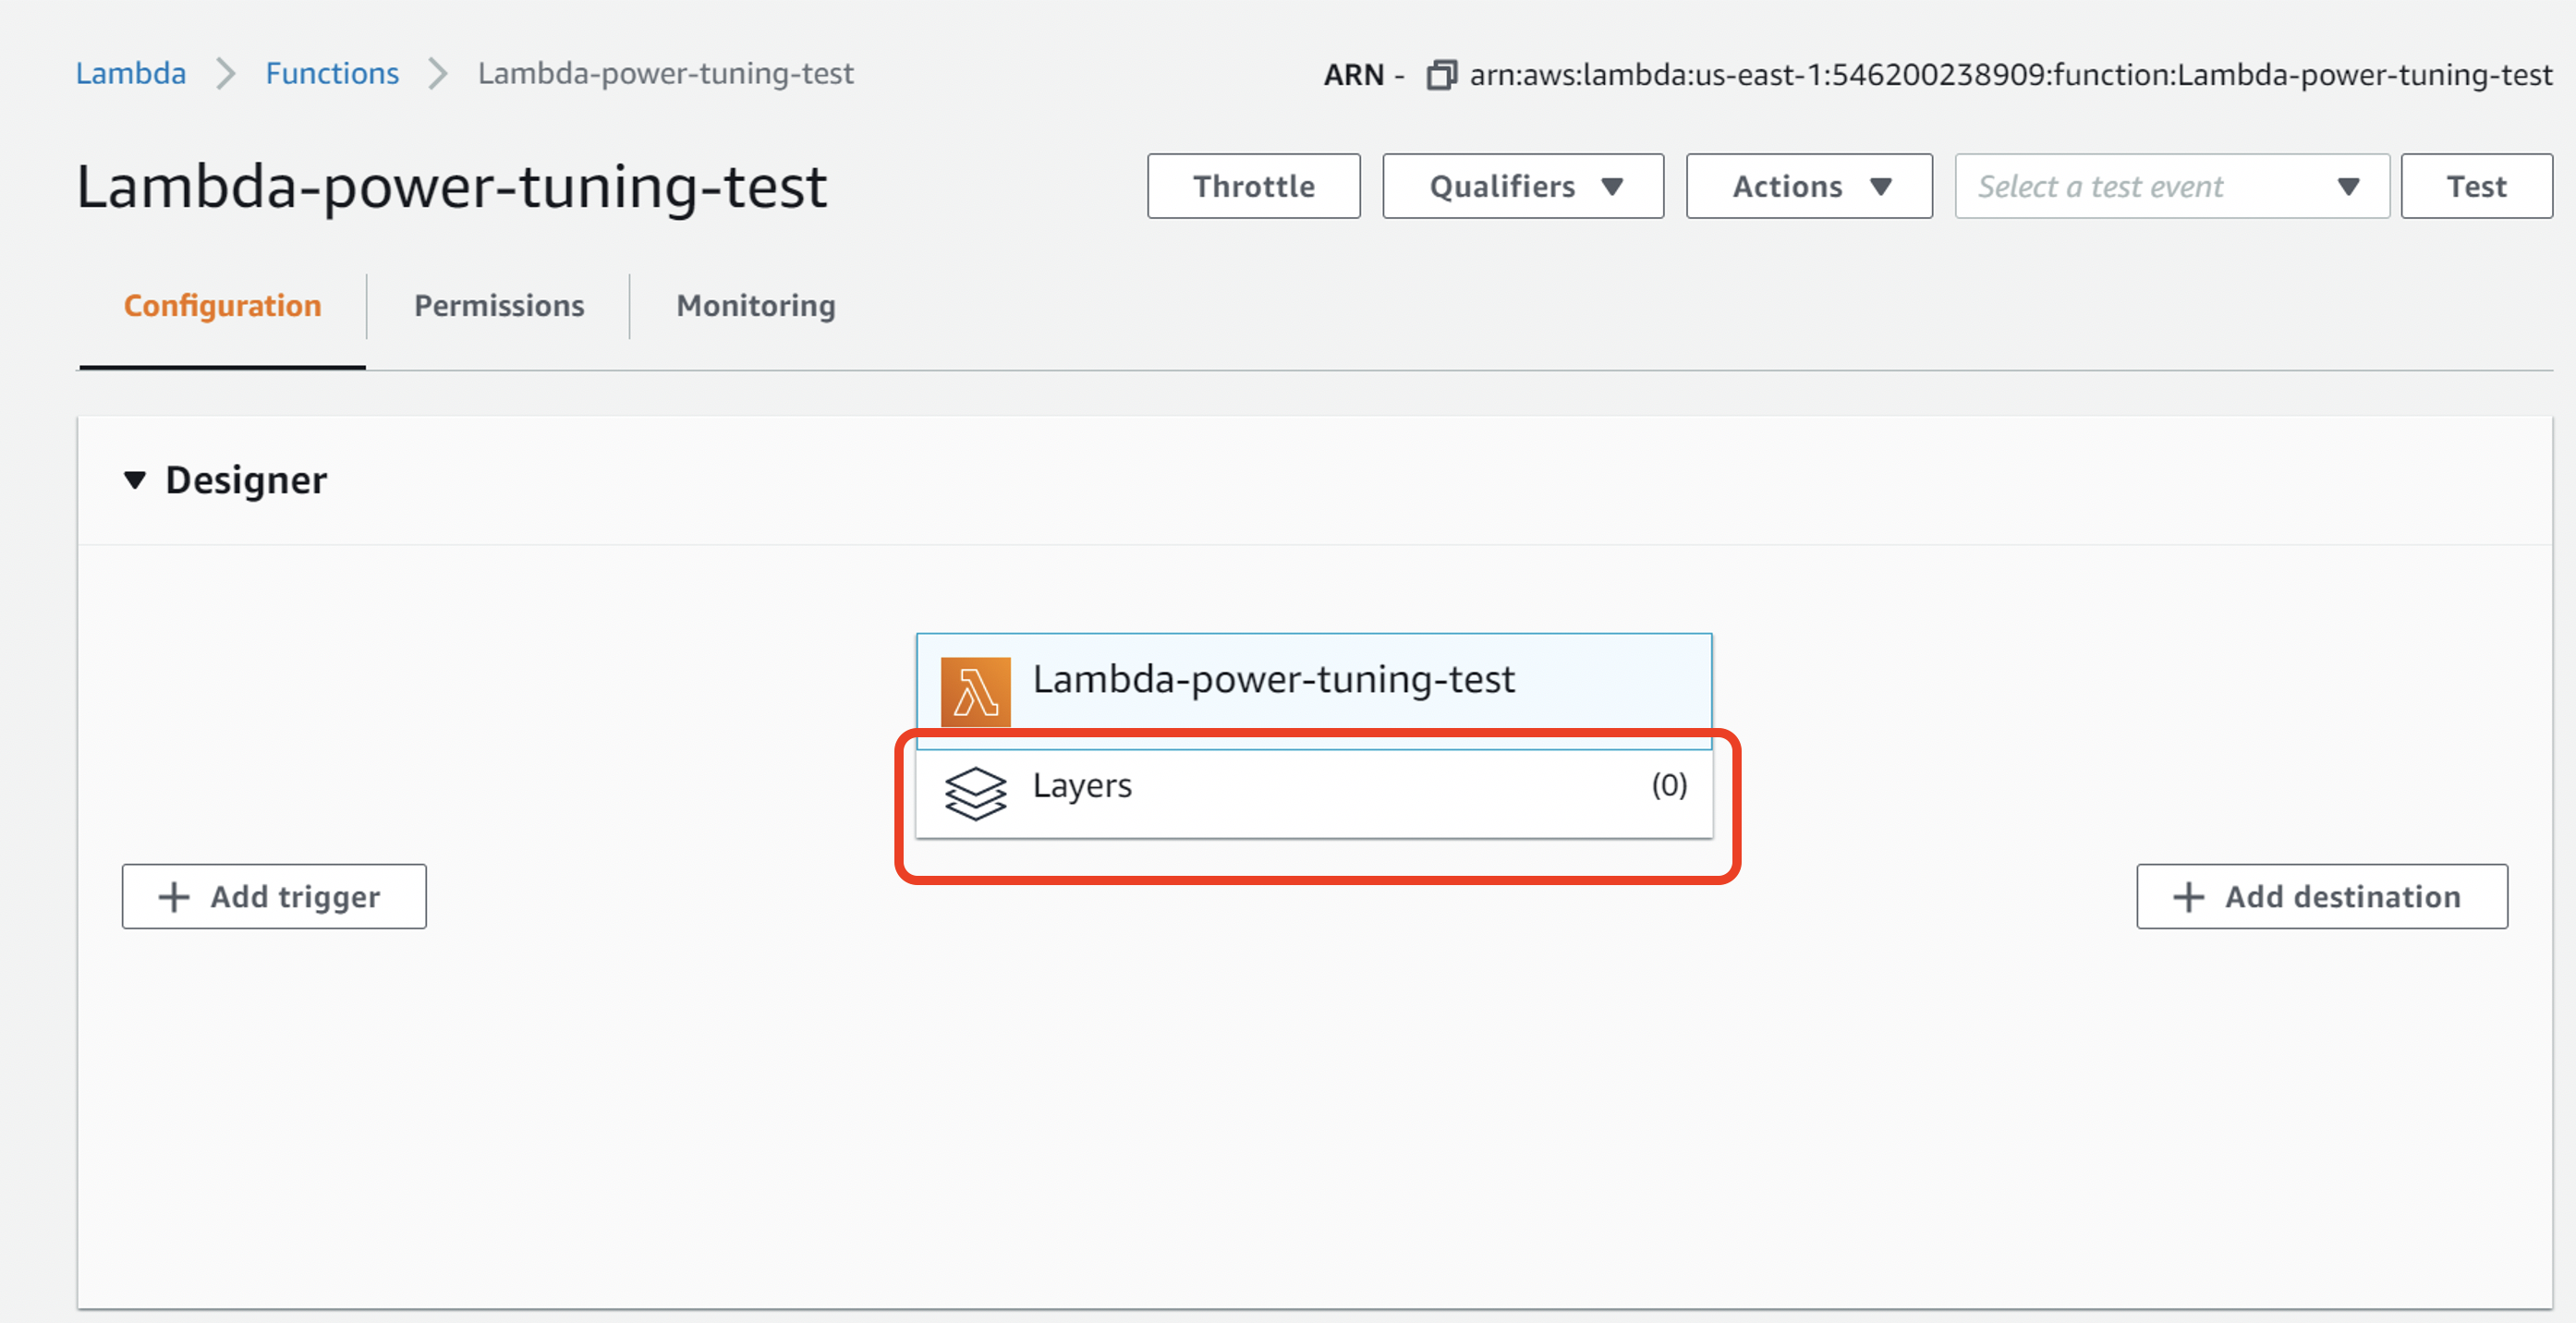 Lambda > Functions > Lambda-power-tuning-test
ARN - arn:aws:lambda:us-east-1:546200238909:function:Lambda-power-tuning-test
Lambda-power-tuning-test
Throttle
Qualifiers
Actions
Select a test event
Test
Configuration
Permissions
Monitoring
Designer
Lambda-power-tuning-test
Layers (0)
+ Add trigger
+ Add destination